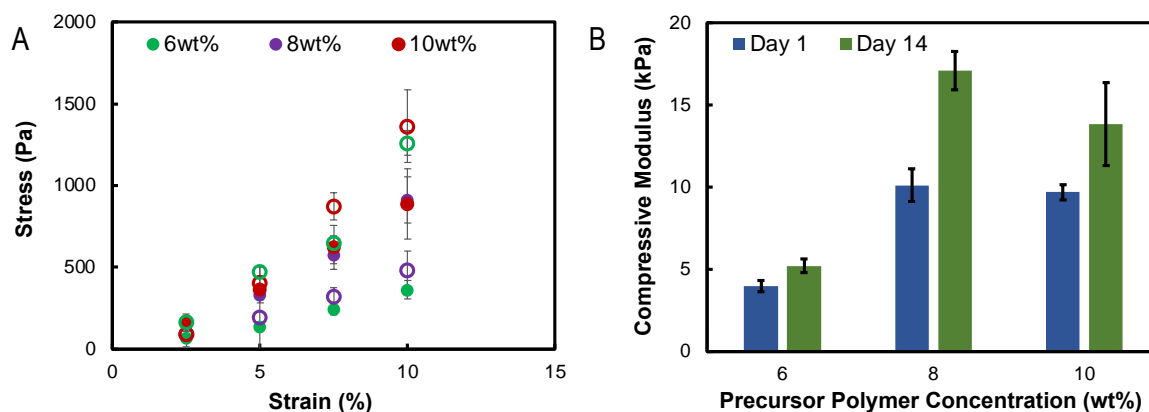 A
6wt% 8wt% 10wt%
2000
1500
1000
500
0
Stress (Pa)
0 5 10 15
Strain (%)
B
Day 1 Day 14
20
15
10
5
0
Compressive Modulus (kPa)
6 8 10
Precursor Polymer Concentration (wt%)